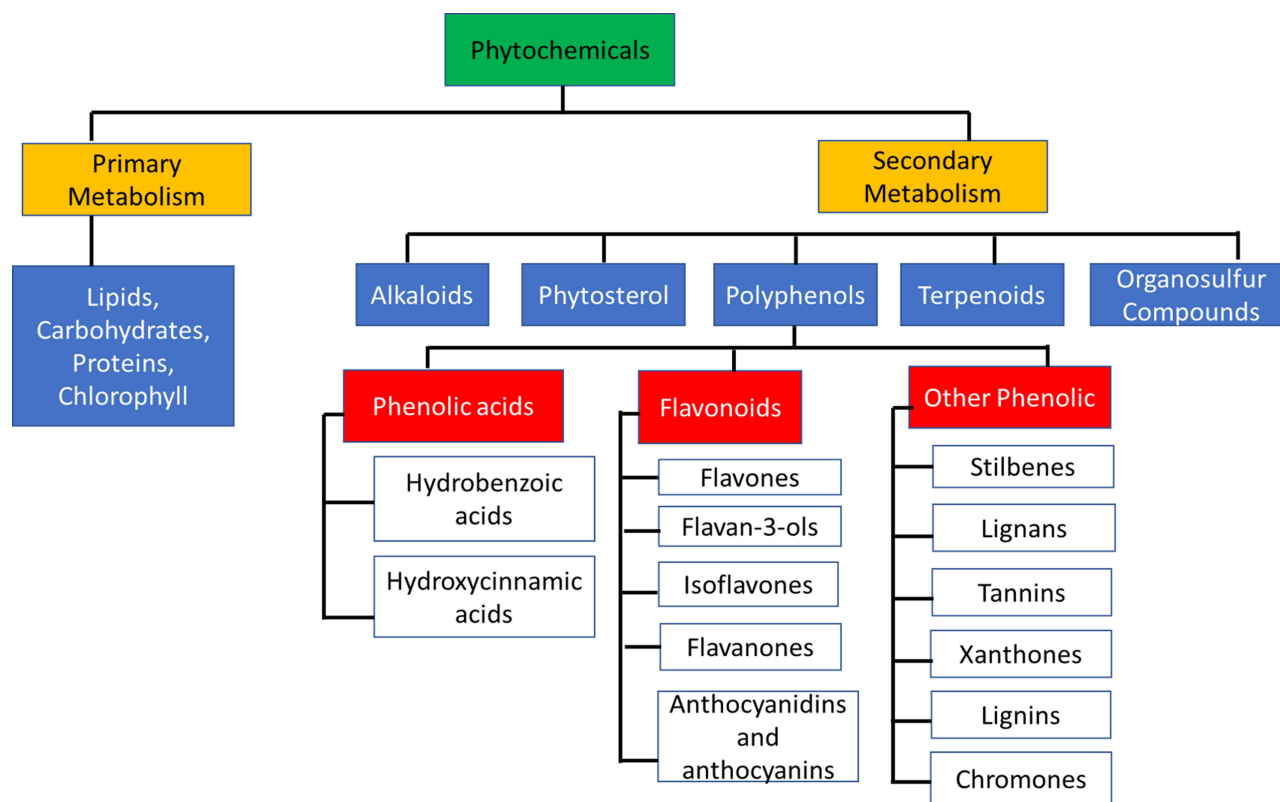 Phytochemicals
Primary
Metabolism
Secondary
Metabolism
Lipids,
Carbohydrates,
Proteins,
Chlorophyll
Alkaloids
Phytosterol
Polyphenols
Terpenoids
Organosulfur
Compounds
Phenolic acids
Hydrobenzoic
acids
Hydroxycinnamic
acids
Flavonoids
Flavones
Flavan-3-ols
Isoflavones
Flavanones
Anthocyanidins
and
anthocyanins
Other Phenolic
Stilbenes
Lignans
Tannins
Xanthones
Lignins
Chromones